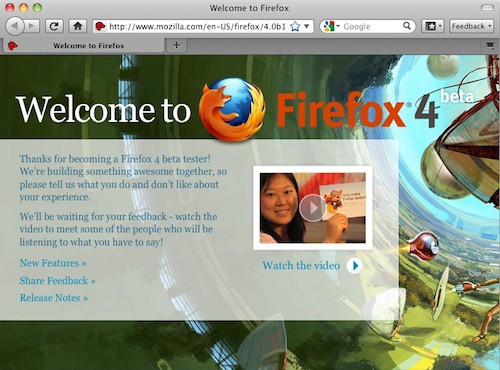 Welcome to Firefox
http://www.mozilla.com/en-US/firefox/4.0b1
Google
Feedback
Welcome to Firefox
Welcome to Firefox® 4 beta
Thanks for becoming a Firefox 4 beta tester!
We're building something awesome together, so
please tell us what you do and don't like about
your experience.
We'll be waiting for your feedback - watch the
video to meet some of the people who will be
listening to what you have to say!
New Features »
Share Feedback »
Release Notes »
Watch the video